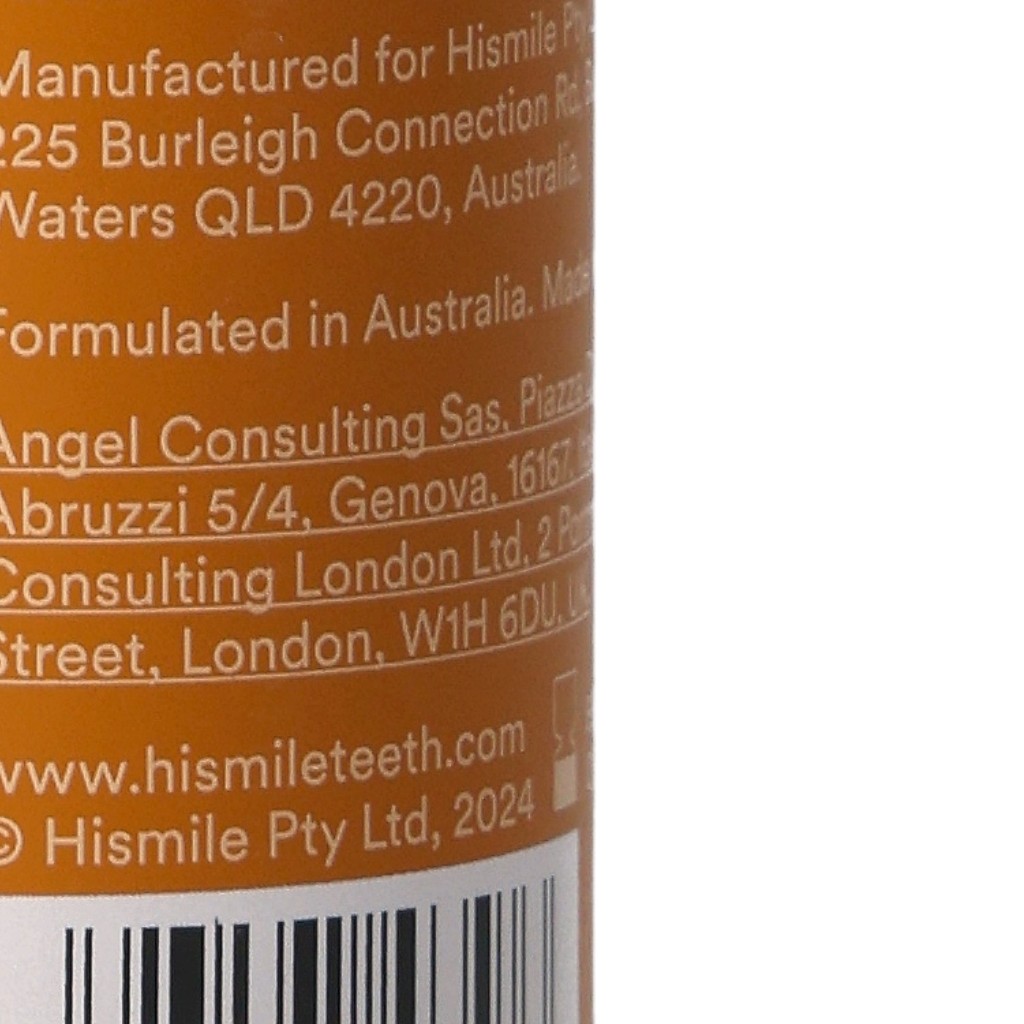 Manufactured for Hismile Pty
225 Burleigh Connection Rd,
Waters QLD 4220, Australia.
Formulated in Australia. Made
Angel Consulting Sas, Piazza
Abruzzi 5/4, Genova, 16167,
Consulting London Ltd, 2
Street, London, W1H 6DU,
www.hismileteeth.com
© Hismile Pty Ltd, 2024